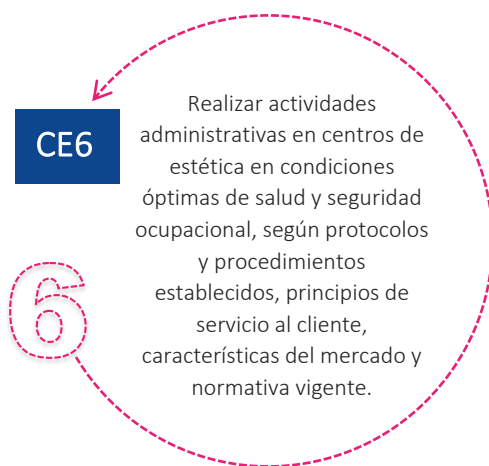 CE6
6
Realizar actividades
administrativas en centros de
estética en condiciones
óptimas de salud y seguridad
ocupacional, según protocolos
y procedimientos
establecidos, principios de
servicio al cliente,
características del mercado y
normativa vigente.